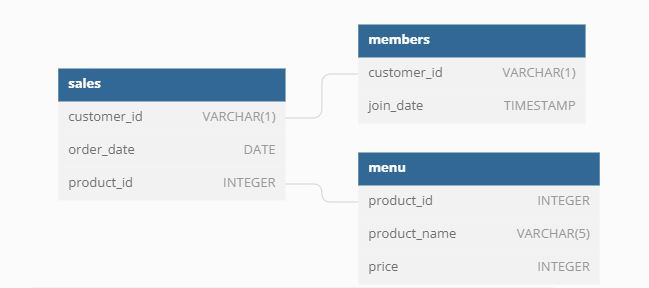 sales
customer_id VARCHAR(1)
order_date DATE
product_id INTEGER
members
customer_id VARCHAR(1)
join_date TIMESTAMP
menu
product_id INTEGER
product_name VARCHAR(5)
price INTEGER